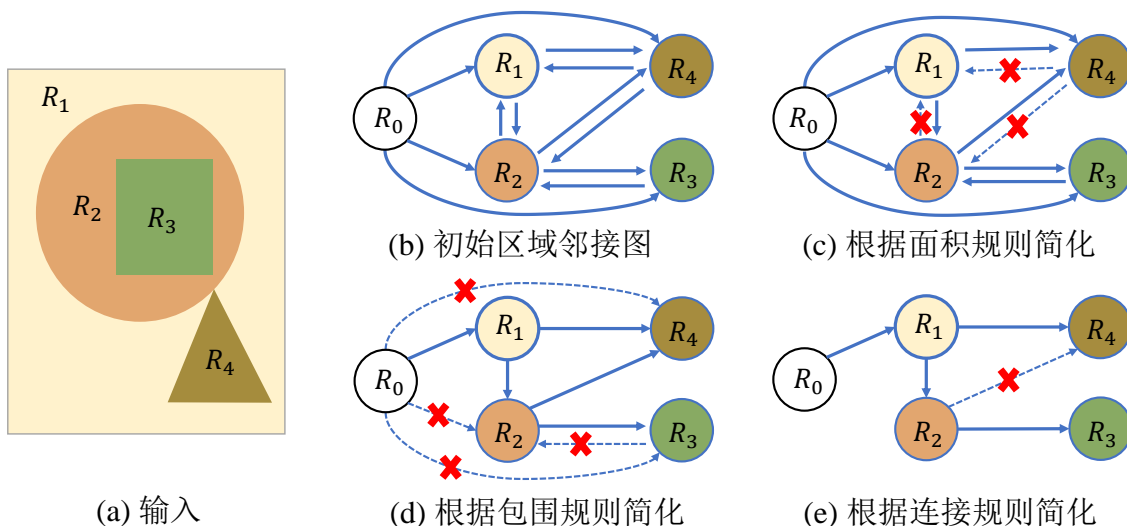 R₁
R₂
R₃
R₄
(a) 输入
R₀
R₁
R₂
R₄
R₃
(b) 初始区域邻接图
R₀
R₁
R₂
R₄
R₃
(c) 根据面积规则简化
R₀
R₁
R₂
R₄
R₃
(d) 根据包围规则简化
R₀
R₁
R₂
R₄
R₃
(e) 根据连接规则简化